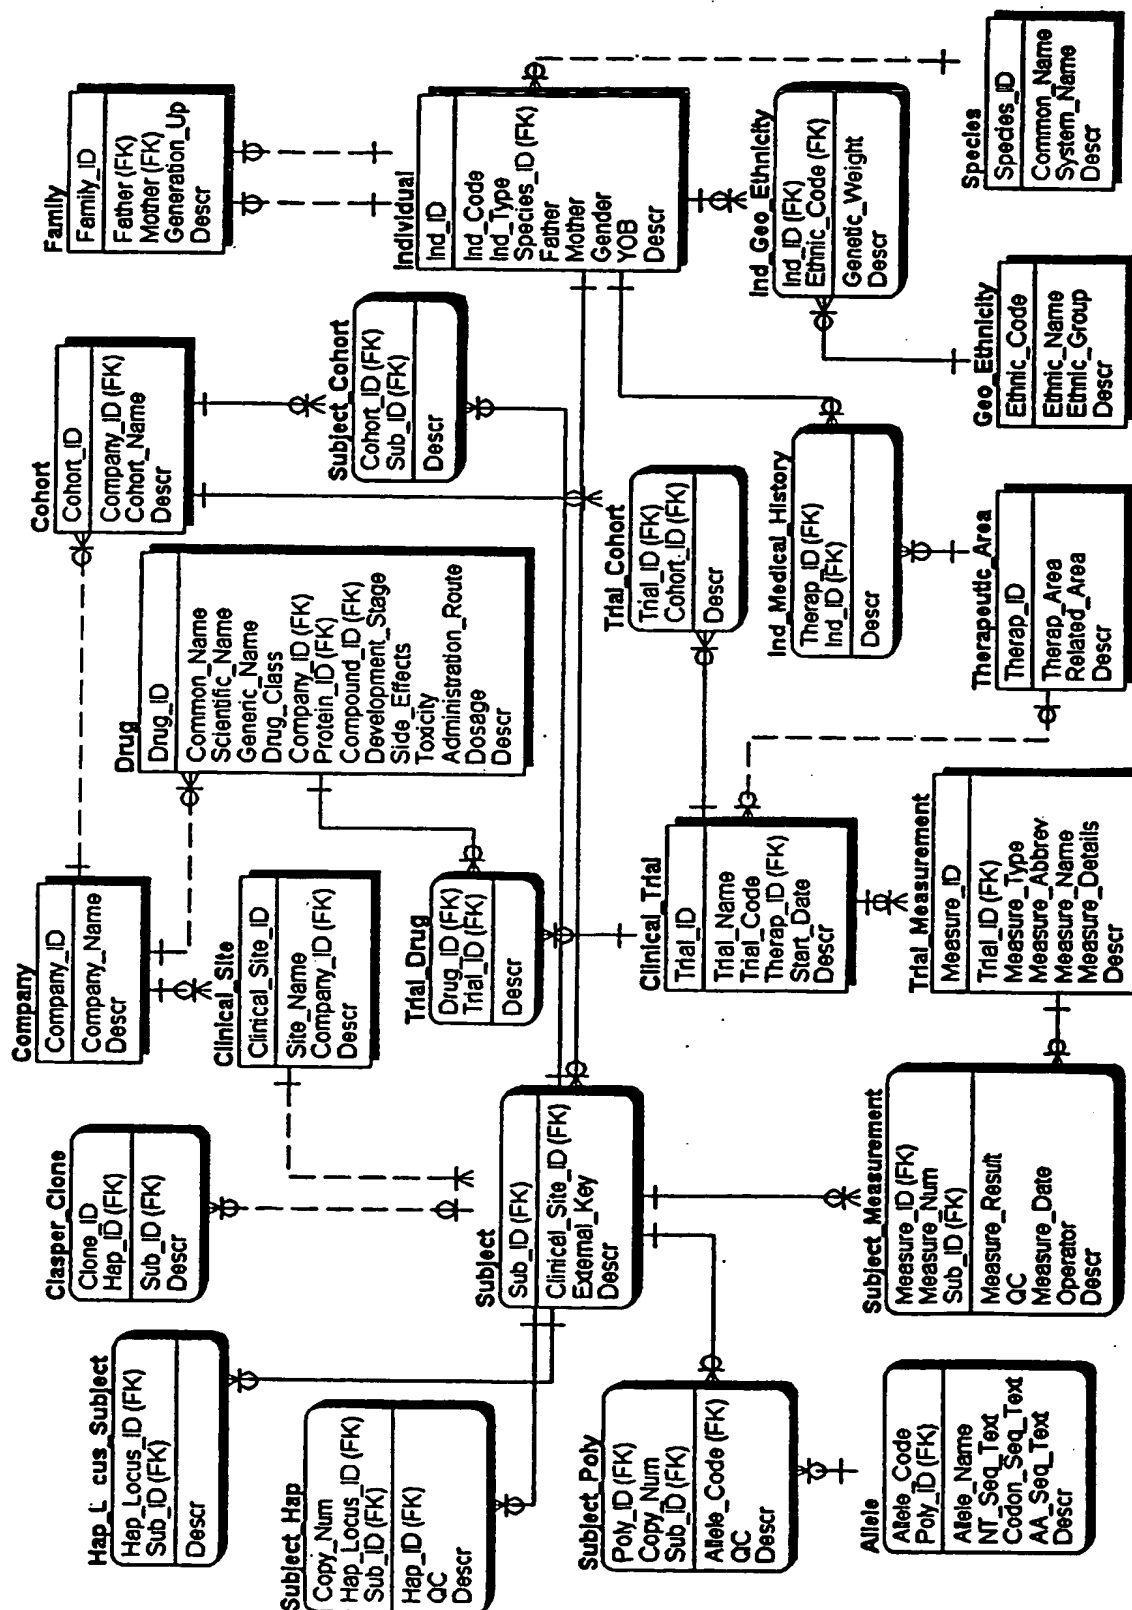 Family
Family_ID
Father (FK)
Mother (FK)
Generation_Up
Descr
Individual
Ind_ID
Ind_Code
Ind_Type
Species_ID (FK)
Father
Mother
Gender
YOB
Descr
Ind_Geo_Ethnicity
Ind_ID (FK)
Ethnic_Code (FK)
Genetic_Weight
Descr
Species
Species_ID
Common_Name
System_Name
Descr
Cohort
Cohort_ID
Company_ID (FK)
Cohort_Name
Descr
Subject_Cohort
Cohort_ID (FK)
Sub_ID (FK)
Descr
Trial_Cohort
Trial_ID (FK)
Cohort_ID (FK)
Descr
Ind_Medical_History
Therap_ID (FK)
Ind_ID (FK)
Descr
Geo_Ethnicity
Ethnic_Code
Ethnic_Name
Ethnic_Group
Descr
Therapeutic_Area
Therap_ID
Therap_Area
Related_Area
Descr
Drug
Drug_ID
Common_Name
Scientific_Name
Generic_Name
Drug_Class
Company_ID (FK)
Protein_ID (FK)
Compound_ID (FK)
Development_Stage
Side_Effects
Toxicity
Administration_Route
Dosage
Descr
Company
Company_ID
Company_Name
Descr
Clinical_Site
Clinical_Site_ID
Site_Name
Company_ID (FK)
Descr
Trial_Drug
Drug_ID (FK)
Trial_ID (FK)
Descr
Clinical_Trial
Trial_ID
Trial_Name
Trial_Code
Therap_ID (FK)
Start_Date
Descr
Trial_Measurement
Measure_ID
Trial_ID (FK)
Measure_Type
Measure_Abbrev
Measure_Name
Measure_Details
Descr
Clasper_Clone
Clone_ID
Hap_ID (FK)
Sub_ID (FK)
Descr
Subject
Sub_ID (FK)
Clinical_Site_ID (FK)
External_Key
Descr
Subject_Measurement
Measure_ID (FK)
Measure_Num
Sub_ID (FK)
Measure_Result
QC
Measure_Date
Operator
Descr
Hap_L cus_Subject
Hap_Locus_ID (FK)
Sub_ID (FK)
Descr
Subject_Hap
Copy_Num
Hap_Locus_ID (FK)
Sub_ID (FK)
Hap_ID (FK)
QC
Descr
Subject_Poly
Poly_ID (FK)
Copy_Num
Sub_ID (FK)
Allele_Code (FK)
QC
Descr
Allele
Allele_Code
Poly_ID (FK)
Allele_Name
NT_Seq_Text
Codon_Seq_Text
AA_Seq_Text
Descr